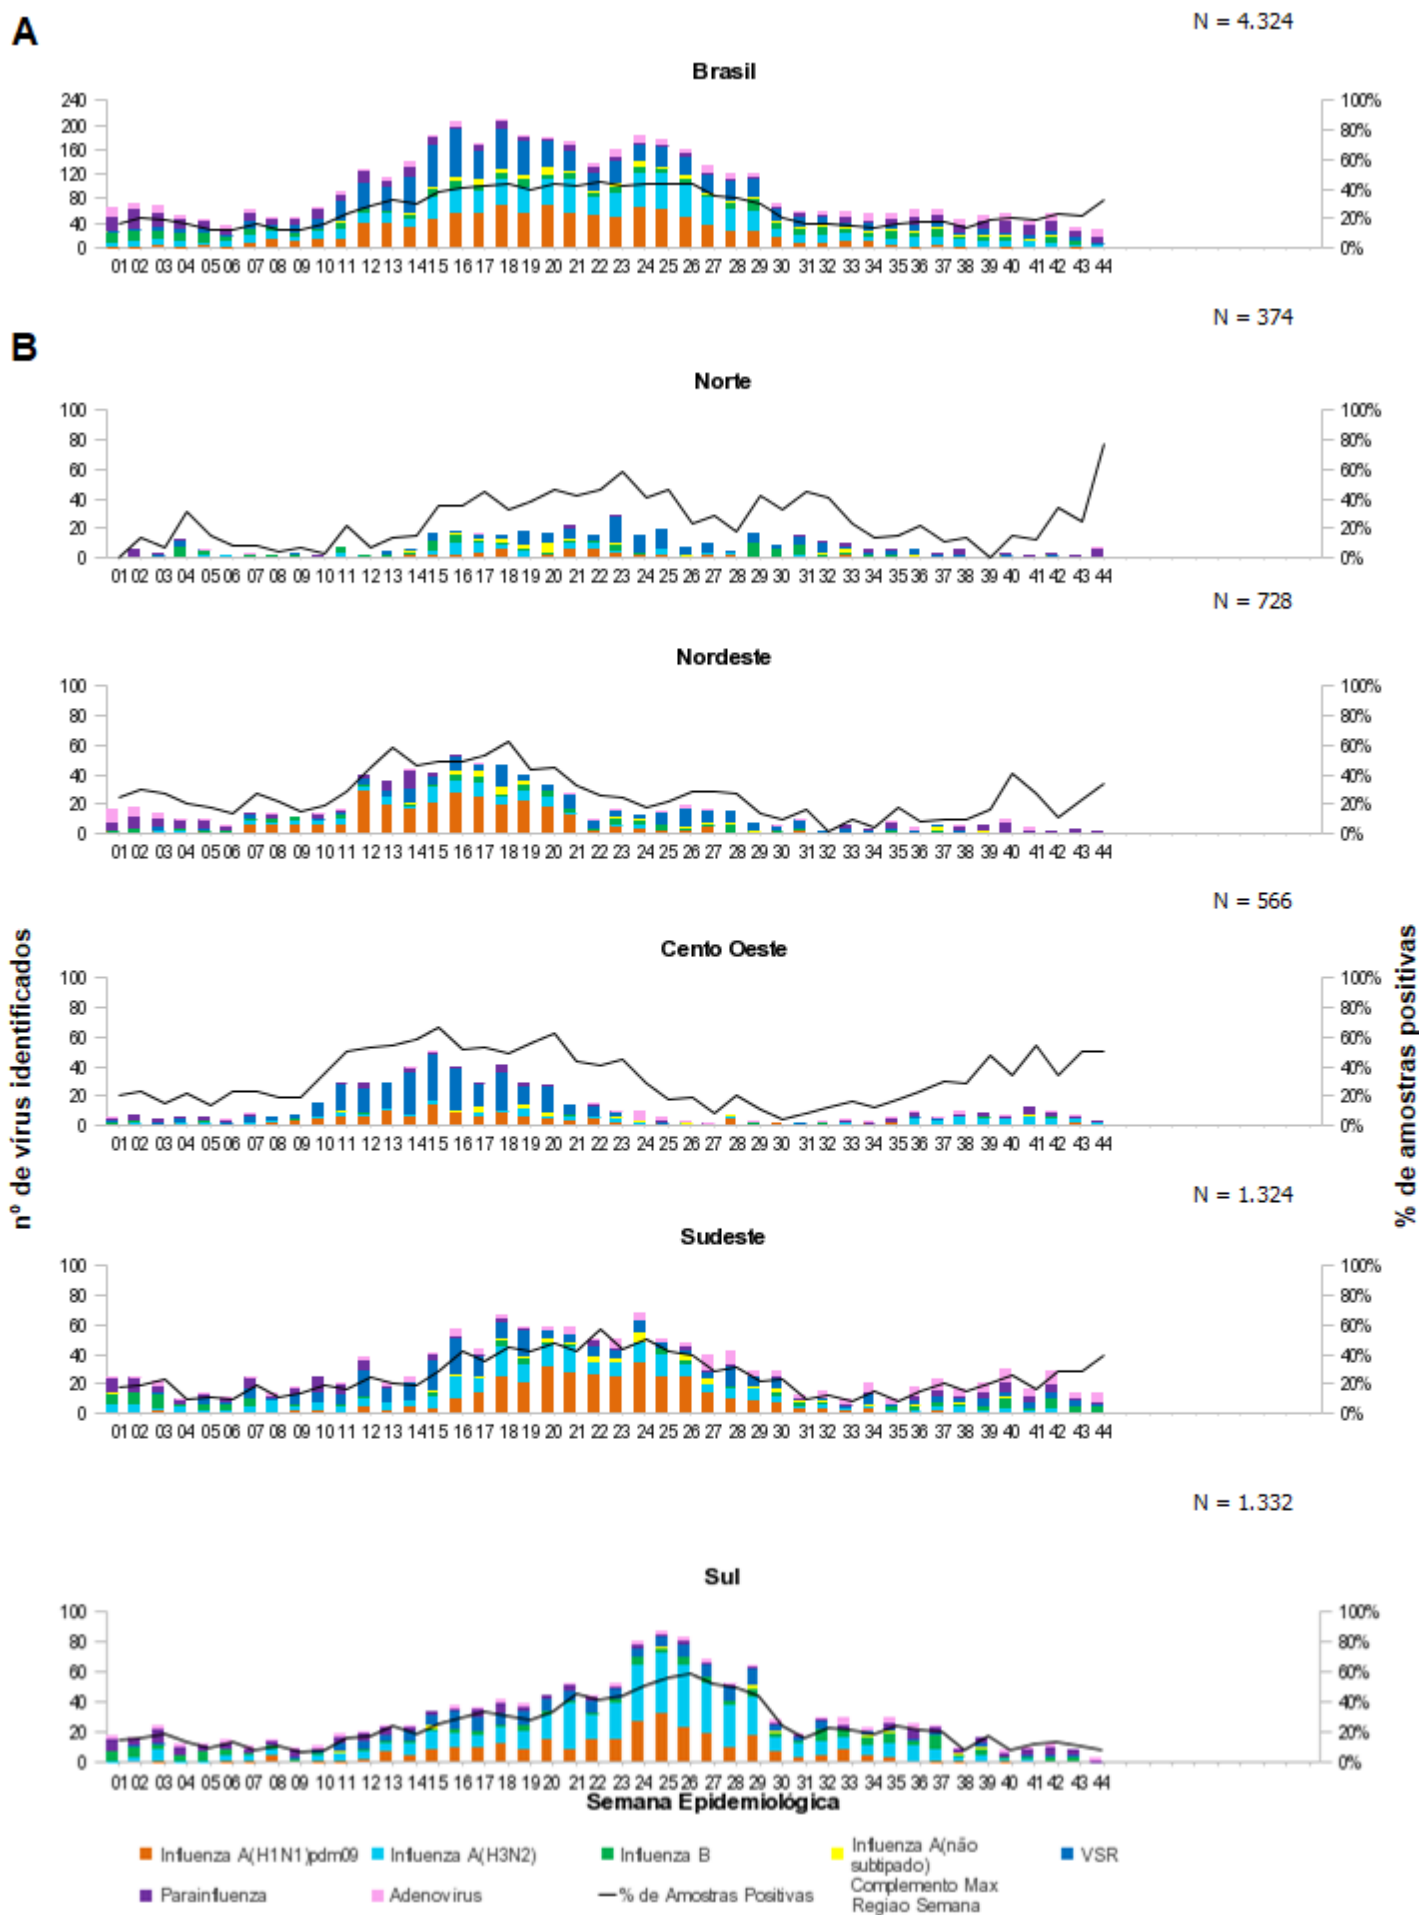 A
N = 4.324
Brasil
240
200
160
120
80
40
0
100%
80%
60%
40%
20%
0%
01 02 03 04 05 06 07 08 09 10 11 12 13 14 15 16 17 18 19 20 21 22 23 24 25 26 27 28 29 30 31 32 33 34 35 36 37 38 39 40 41 42 43 44
N = 374
B
Norte
100
80
60
40
20
0
100%
80%
60%
40%
20%
0%
01 02 03 04 05 06 07 08 09 10 11 12 13 14 15 16 17 18 19 20 21 22 23 24 25 26 27 28 29 30 31 32 33 34 35 36 37 38 39 40 41 42 43 44
N = 728
Nordeste
100
80
60
40
20
0
100%
80%
60%
40%
20%
0%
01 02 03 04 05 06 07 08 09 10 11 12 13 14 15 16 17 18 19 20 21 22 23 24 25 26 27 28 29 30 31 32 33 34 35 36 37 38 39 40 41 42 43 44
N = 566
Cento Oeste
100
80
60
40
20
0
100%
80%
60%
40%
20%
0%
01 02 03 04 05 06 07 08 09 10 11 12 13 14 15 16 17 18 19 20 21 22 23 24 25 26 27 28 29 30 31 32 33 34 35 36 37 38 39 40 41 42 43 44
nº de vírus identificados
% de amostras positivas
N = 1.324
Sudeste
100
80
60
40
20
0
100%
80%
60%
40%
20%
0%
01 02 03 04 05 06 07 08 09 10 11 12 13 14 15 16 17 18 19 20 21 22 23 24 25 26 27 28 29 30 31 32 33 34 35 36 37 38 39 40 41 42 43 44
N = 1.332
Sul
100
80
60
40
20
0
100%
80%
60%
40%
20%
0%
01 02 03 04 05 06 07 08 09 10 11 12 13 14 15 16 17 18 19 20 21 22 23 24 25 26 27 28 29 30 31 32 33 34 35 36 37 38 39 40 41 42 43 44
Semana Epidemiológica
Influenza A(H1N1)pdm09
Influenza A(H3N2)
Influenza B
Influenza A(não
subtipado)
VSR
Parainfluenza
Adenovirus
% de Amostras Positivas
Complemento Max
Regiao Semana